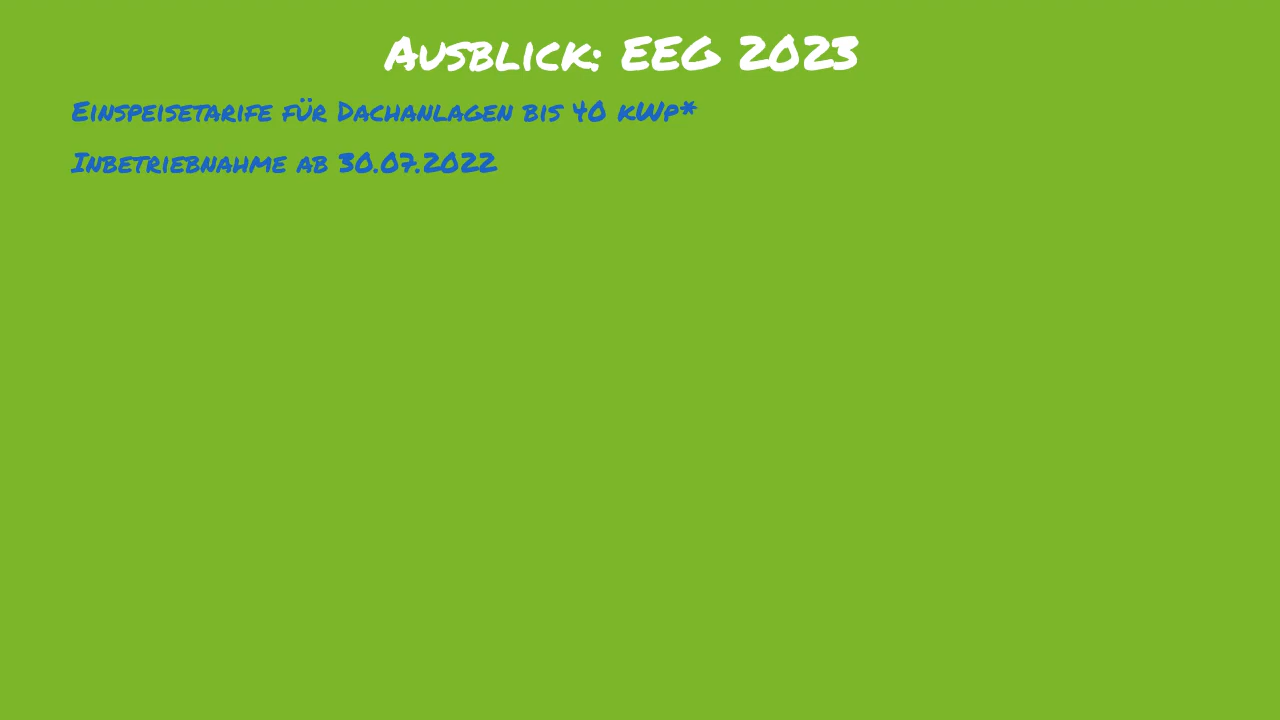 Ausblick: EEG 2023
Einspeisetarife für Dachanlagen bis 40 kWp*
Inbetriebnahme ab 30.07.2022